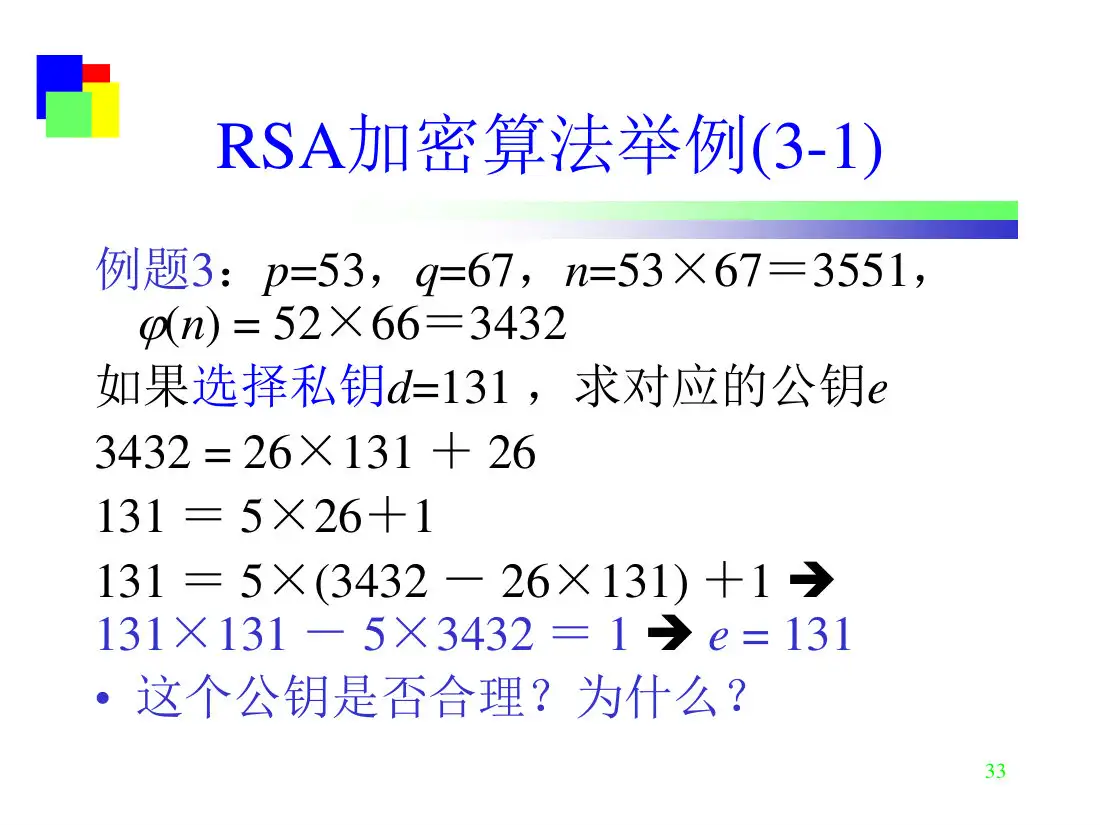 RSA加密算法举例(3-1)
例题3：p=53，q=67，n=53×67＝3551，
φ(n) = 52×66＝3432
如果选择私钥d=131 ，求对应的公钥e
3432 = 26×131 ＋ 26
131 ＝ 5×26＋1
131 ＝ 5×(3432 － 26×131) ＋1 ➔
131×131 － 5×3432 ＝ 1 ➔ e = 131
• 这个公钥是否合理？为什么？
33